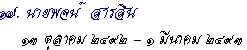 ๑๗. นายพจน์ สารสิน
๑๓ ตุลาคม ๒๔๙๒ - ๑ มีนาคม ๒๔๙๓